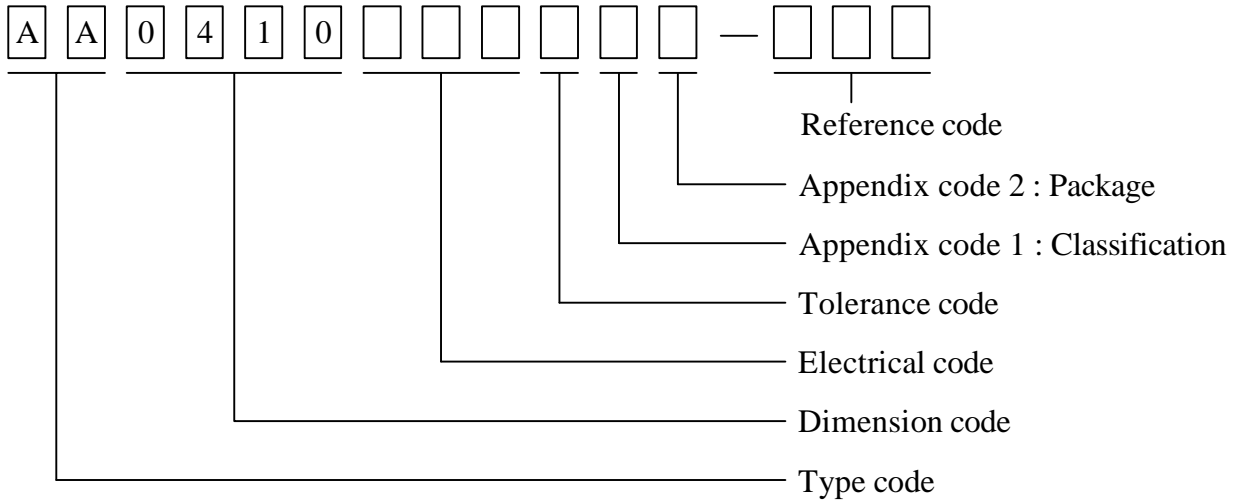 A A 0 4 1 0 —
Reference code
Appendix code 2 : Package
Appendix code 1 : Classification
Tolerance code
Electrical code
Dimension code
Type code